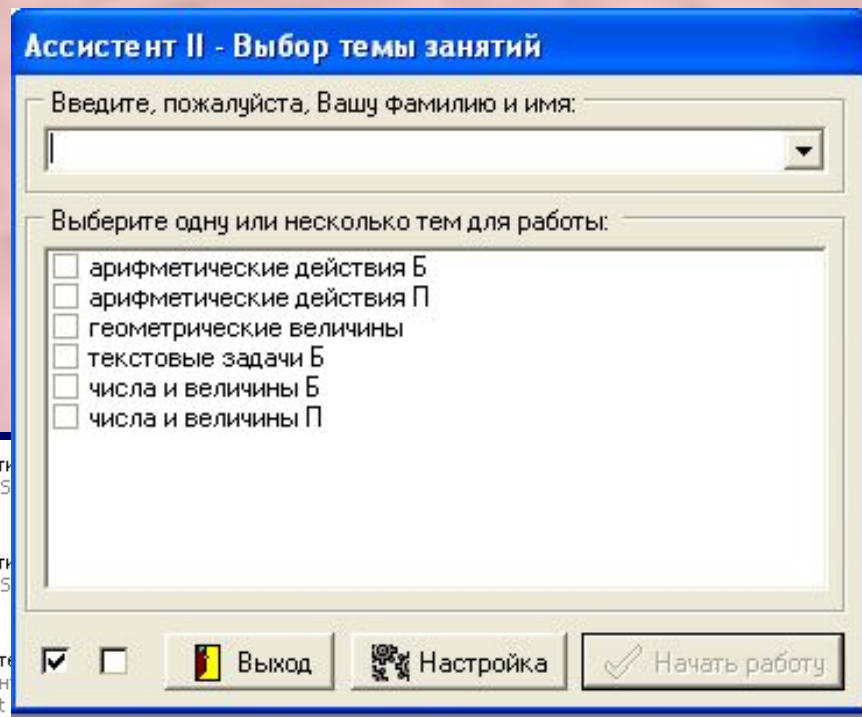 Ассистент II - Выбор темы занятий
Введите, пожалуйста, Вашу фамилию и имя:
Выберите одну или несколько тем для работы:
арифметические действия Б
арифметические действия П
геометрические величины
текстовые задачи Б
числа и величины Б
числа и величины П
Выход Настройка Начать работу